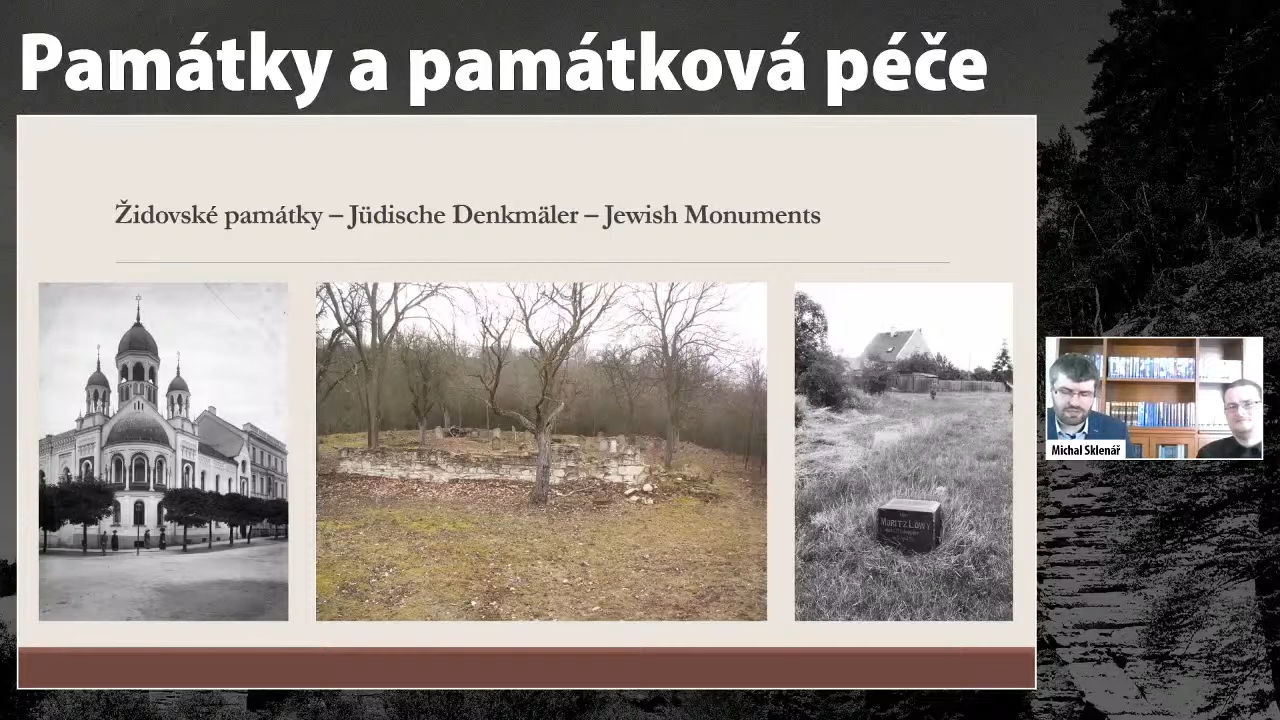 Památky a památková péče
Židovské památky – Jüdische Denkmäler – Jewish Monuments
MORITZ LÖWY
Michal Sklenář